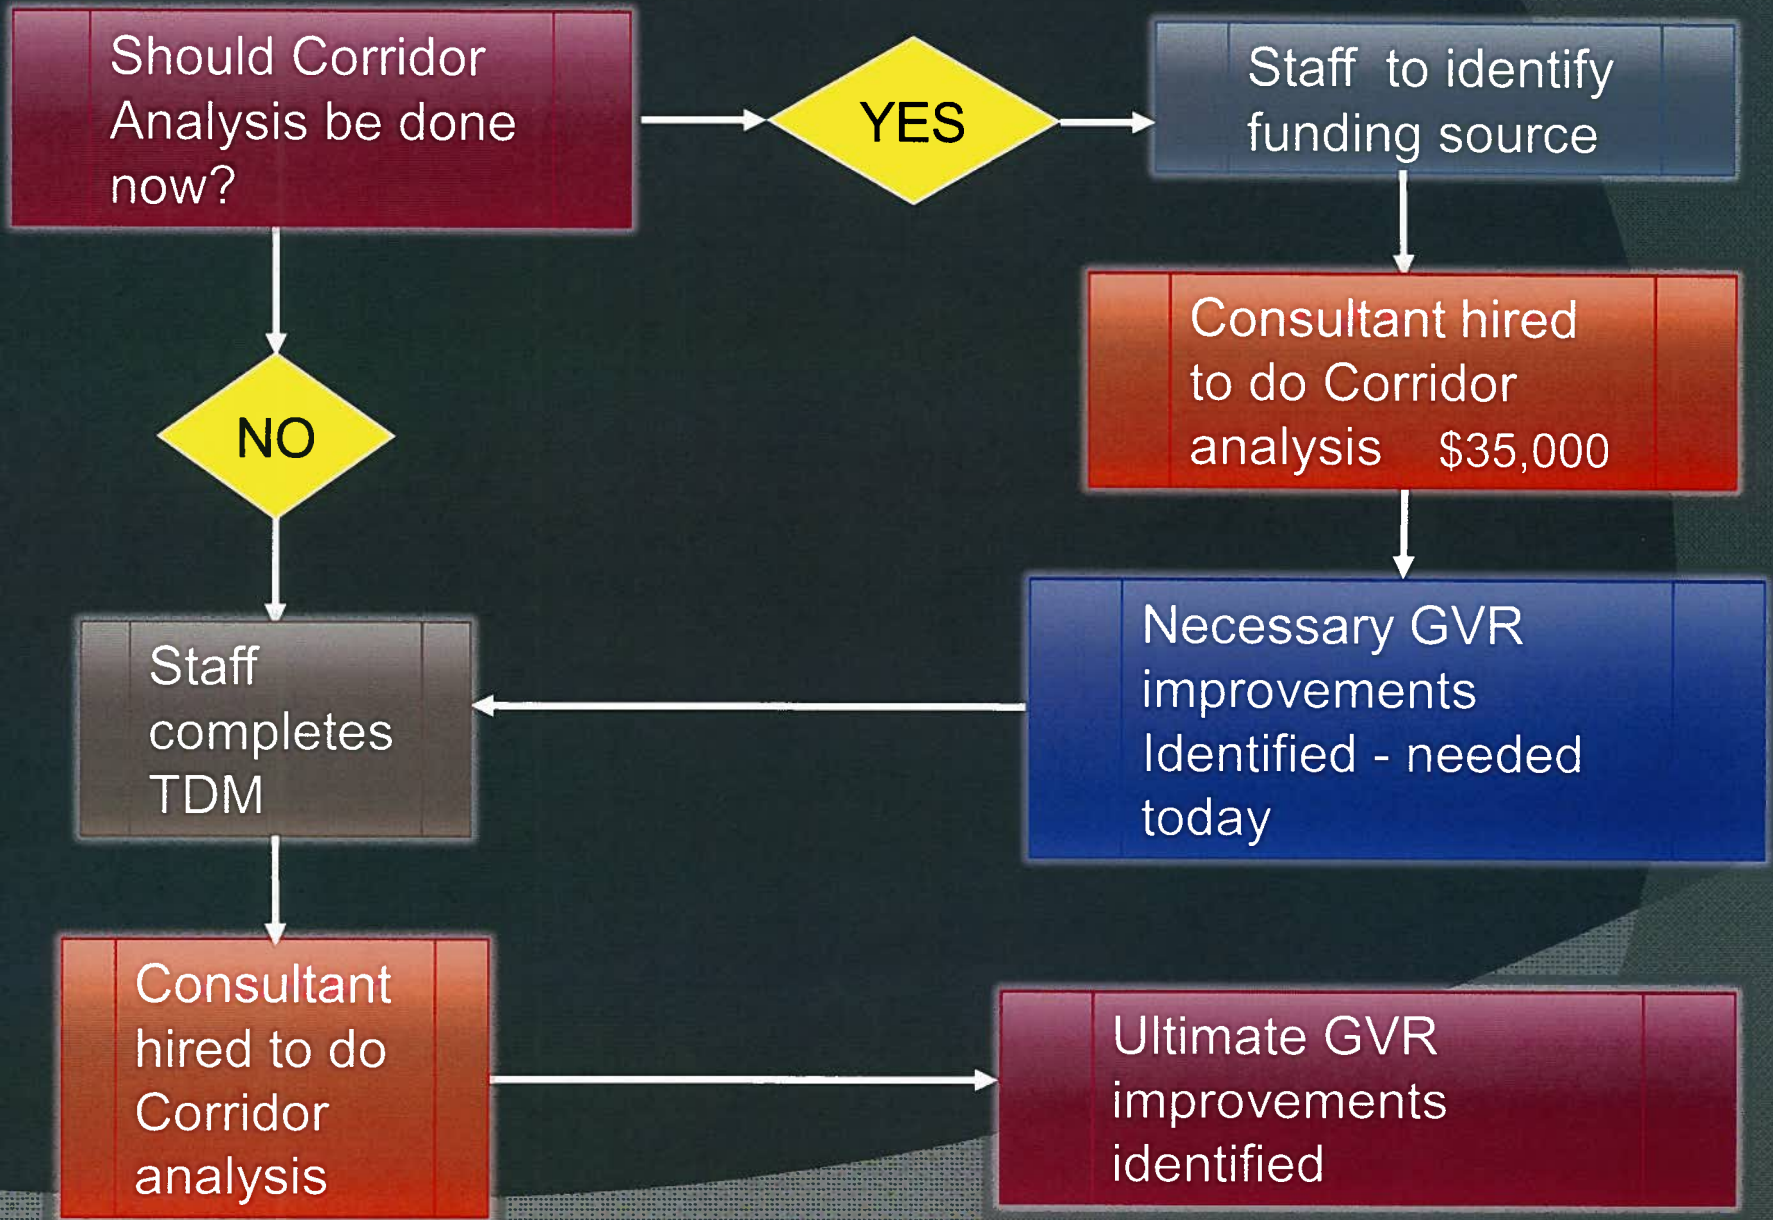 Should Corridor
Analysis be done
now?
YES
Staff to identify
funding source
Consultant hired
to do Corridor
analysis $35,000
NO
Necessary GVR
improvements
Identified - needed
today
Staff
completes
TDM
Consultant
hired to do
Corridor
analysis
Ultimate GVR
improvements
identified